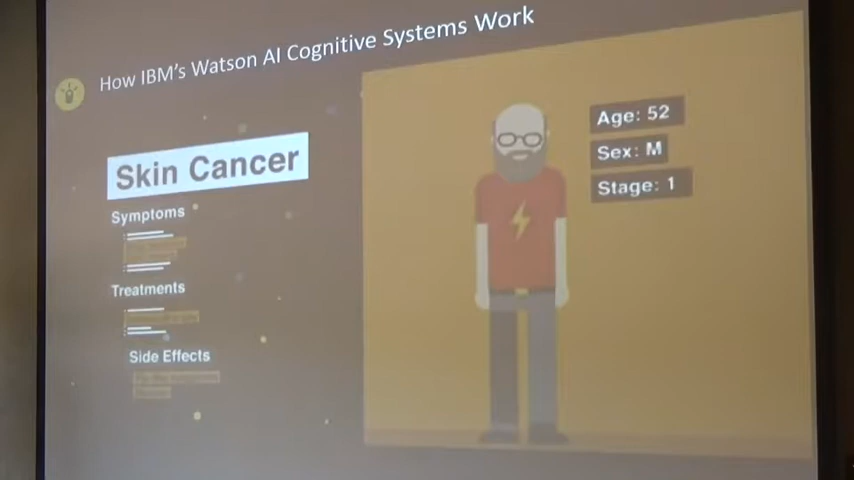 How IBM's Watson AI Cognitive Systems Work
Skin Cancer
Symptoms
Treatments
Side Effects
Age: 52
Sex: M
Stage: 1